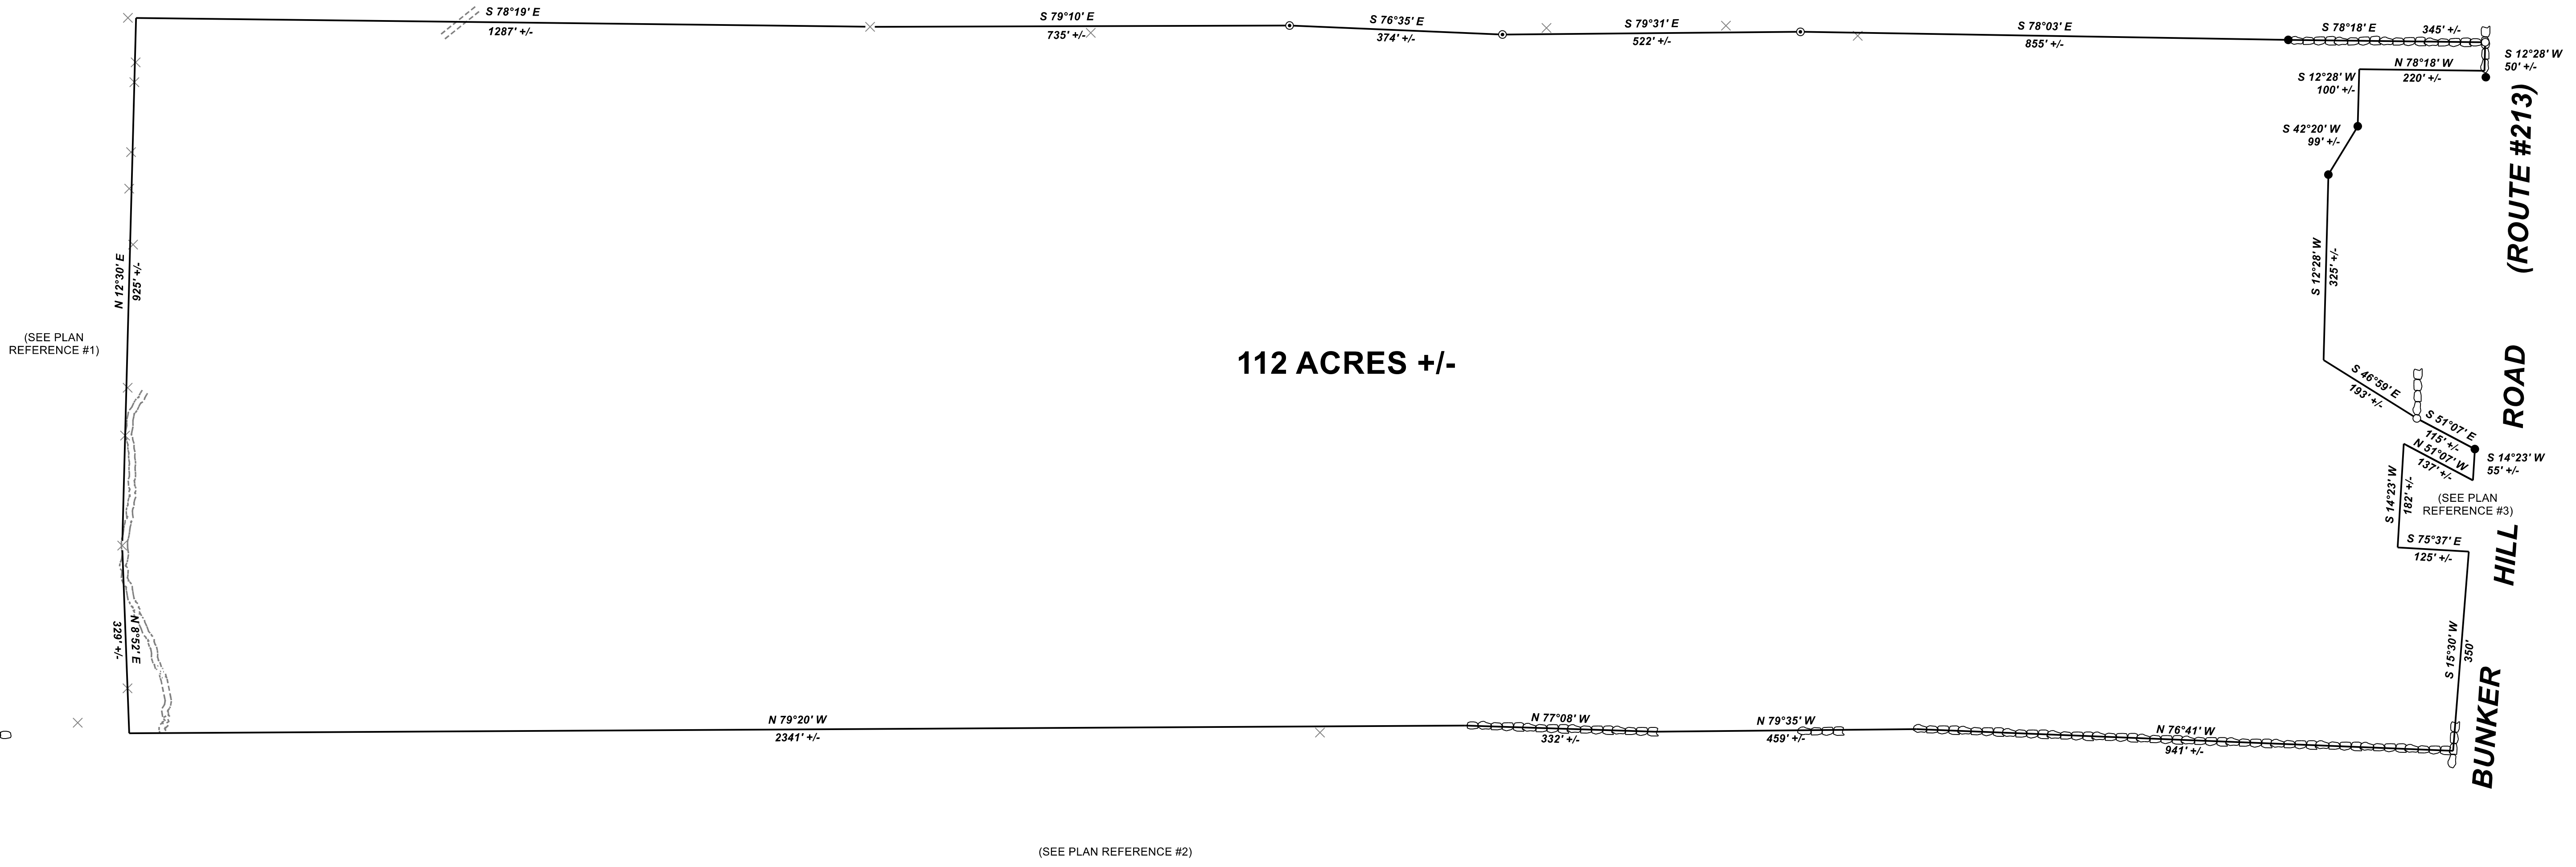 S 78°19' E
1287' +/-
S 79°10' E
735' +/-
S 76°35' E
374' +/-
S 79°31' E
522' +/-
S 78°03' E
855' +/-
S 78°18' E
345' +/-
S 12°28' W
50' +/-
N 78°18' W
220' +/-
S 12°28' W
100' +/-
S 42°20' W
99' +/-
(ROUTE #213)
S 12°28' W
325' +/-
N 12°30' E
925' +/-
(SEE PLAN
REFERENCE #1)
112 ACRES +/-
S 46°59' E
193' +/-
S 51°07' E
115' +/-
N 51°07' W
137' +/-
S 14°23' W
55' +/-
S 14°23' W
182' +/-
(SEE PLAN
REFERENCE #3)
S 75°37' E
125' +/-
S 15°30' W
350'
BUNKER HILL ROAD
N 8°52' E
329' +/-
N 79°20' W
2341' +/-
N 77°08' W
332' +/-
N 79°35' W
459' +/-
N 76°41' W
941' +/-
(SEE PLAN REFERENCE #2)